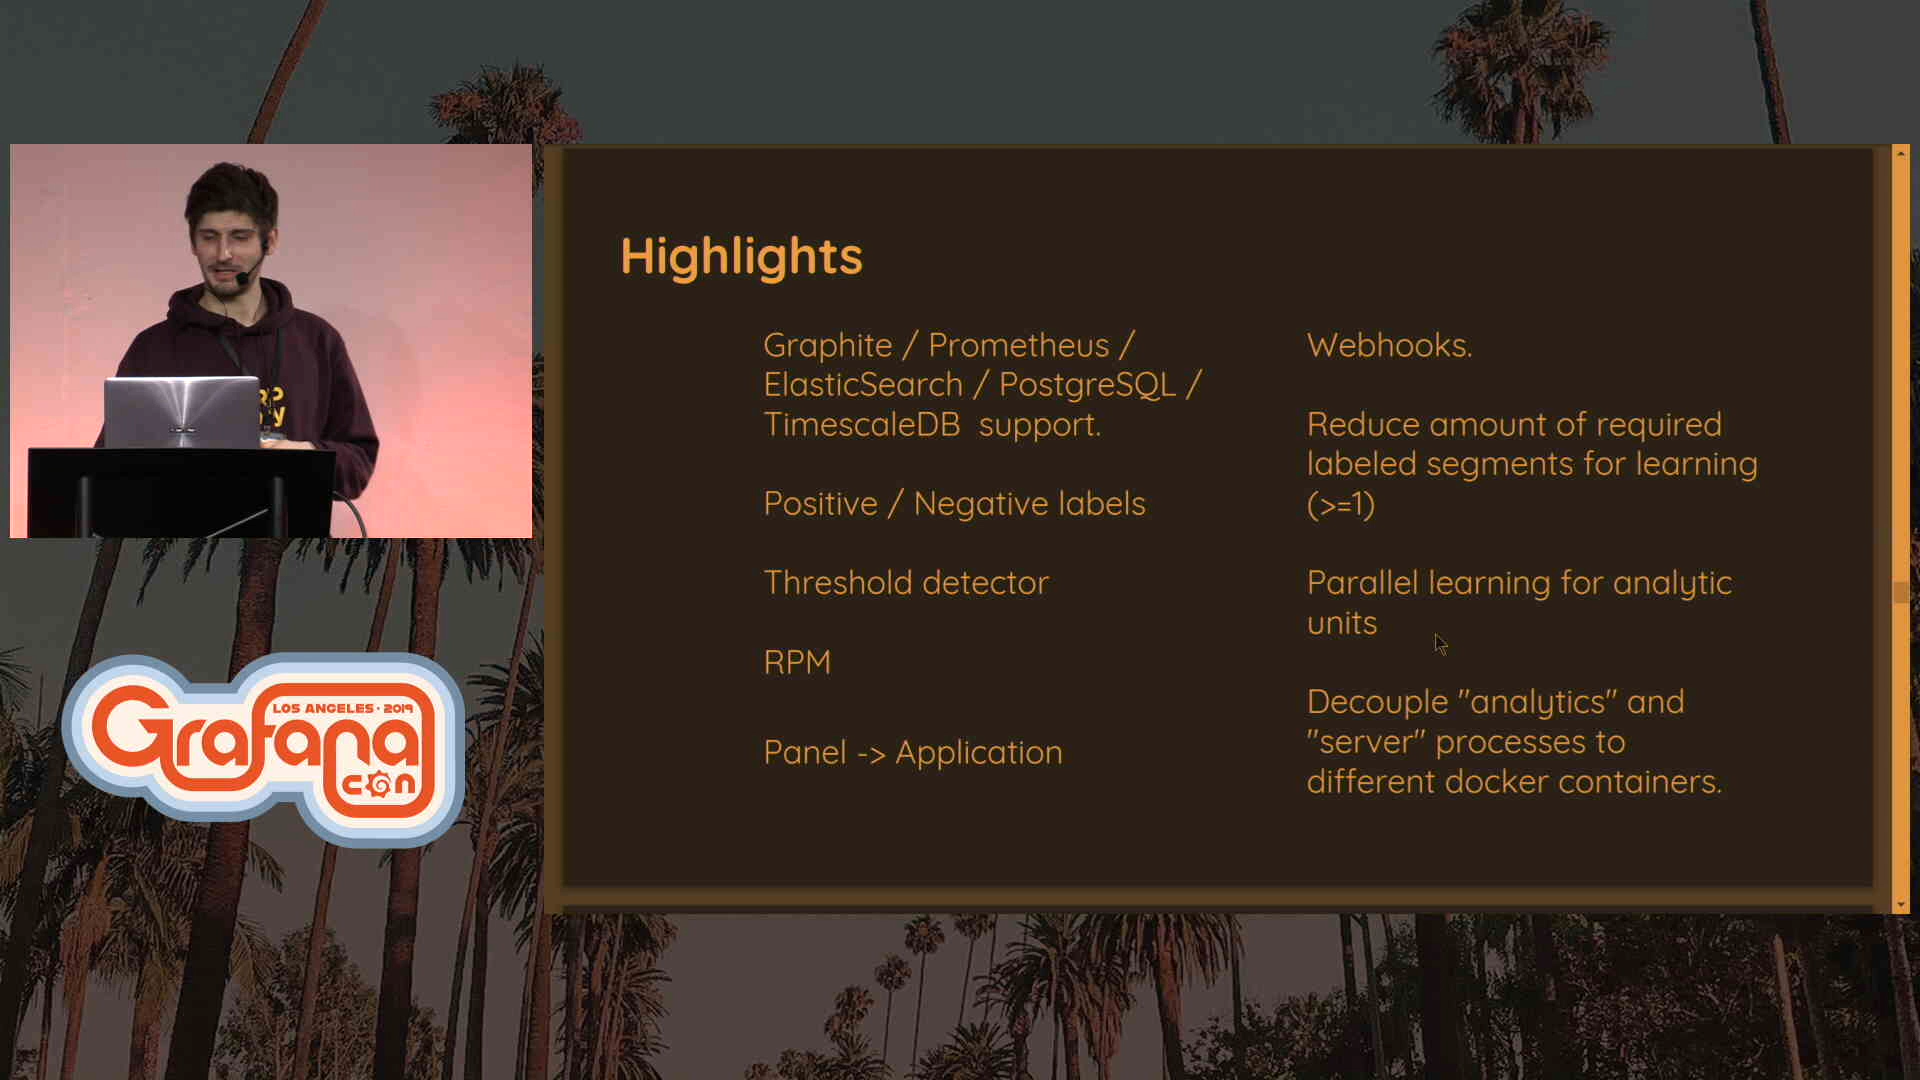 Highlights
Graphite / Prometheus /
ElasticSearch / PostgreSQL /
TimescaleDB support.
Positive / Negative labels
Threshold detector
RPM
Panel -> Application
Webhooks.
Reduce amount of required
labeled segments for learning
(>=1)
Parallel learning for analytic
units
Decouple "analytics" and
"server" processes to
different docker containers.
LOS ANGELES · 2019
Grafana
con